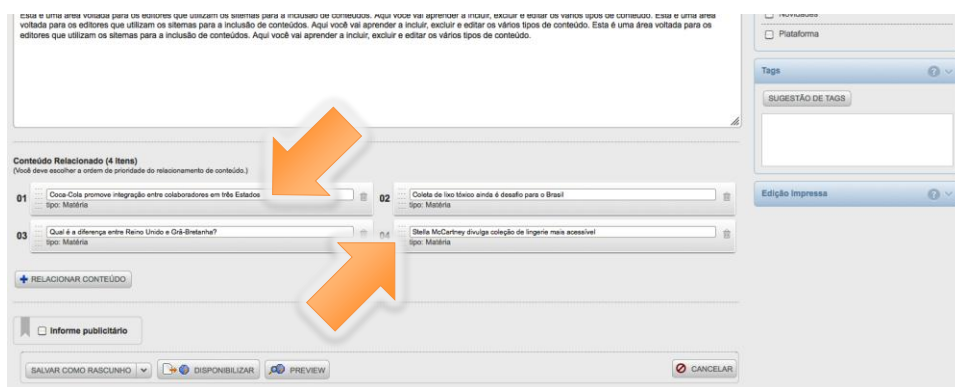 Esta é uma área voltada para os editores que utilizam os sistemas para a inclusão de conteúdos. Aqui você vai aprender a incluir, excluir e editar os vários tipos de conteúdo. Esta é uma área
voltada para os editores que utilizam os sitemas para a inclusão de conteúdos. Aqui você vai aprender a incluir, excluir e editar os vários tipos de conteúdo. Esta é uma área voltada para os
editores que utilizam os sitemas para a inclusão de conteúdos. Aqui você vai aprender a incluir, excluir e editar os vários tipos de conteúdo.
Novidades
Plataforma
Tags
SUGESTÃO DE TAGS
Edição Impressa
Conteúdo Relacionado (4 Itens)
(Você deve escolher a ordem de prioridade do relacionamento de conteúdo.)
01 Coca-Cola promove integração entre colaboradores em três Estados
tipo: Matéria
02 Coleta de lixo tóxico ainda é desafio para o Brasil
tipo: Matéria
03 Qual é a diferença entre Reino Unido e Grã-Bretanha?
tipo: Matéria
04 Stella McCartney divulga coleção de lingerie mais acessível
tipo: Matéria
RELACIONAR CONTEÚDO
Informe publicitário
SALVAR COMO RASCUNHO
DISPONIBILIZAR
PREVIEW
CANCELAR